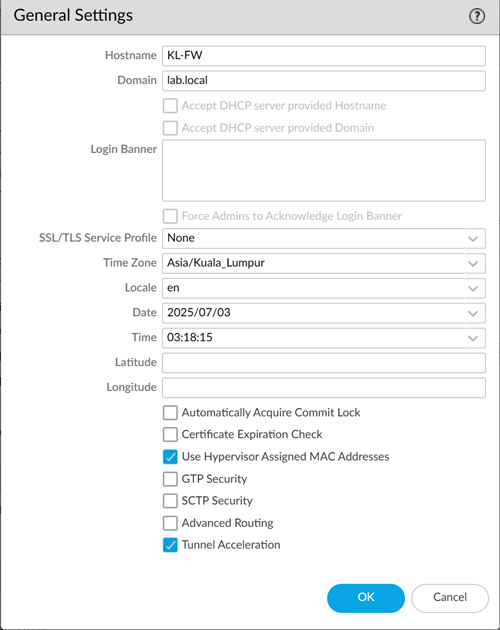 General Settings
Hostname KL-FW
Domain lab.local
Accept DHCP server provided Hostname
Accept DHCP server provided Domain
Login Banner
Force Admins to Acknowledge Login Banner
SSL/TLS Service Profile None
Time Zone Asia/Kuala_Lumpur
Locale en
Date 2025/07/03
Time 03:18:15
Latitude
Longitude
Automatically Acquire Commit Lock
Certificate Expiration Check
Use Hypervisor Assigned MAC Addresses
GTP Security
SCTP Security
Advanced Routing
Tunnel Acceleration
OK Cancel